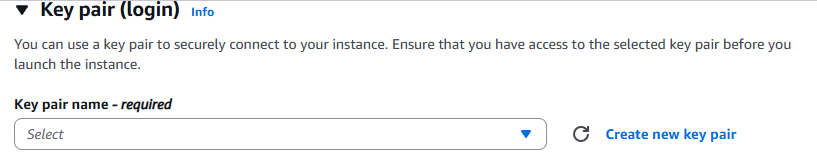 Key pair (login) Info
You can use a key pair to securely connect to your instance. Ensure that you have access to the selected key pair before you
launch the instance.
Key pair name - required
Select
Create new key pair